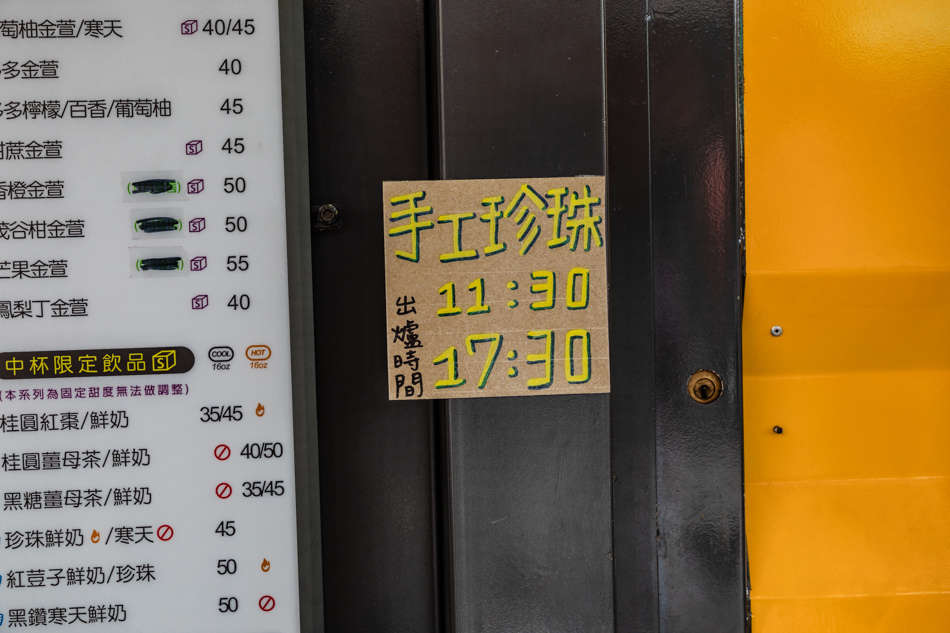 葡柚金萱/寒天 40/45
多金萱 40
多檸檬/百香/葡萄柚 45
甘蔗金萱 45
香橙金萱 50
茂谷柑金萱 50
芒果金萱 55
鳳梨丁金萱 40
中杯限定飲品
COOL 16oz HOT 16oz
(本系列為固定甜度無法做調整)
桂圓紅棗/鮮奶 35/45
桂圓薑母茶/鮮奶 40/50
黑糖薑母茶/鮮奶 35/45
珍珠鮮奶/寒天 45
紅荳子鮮奶/珍珠 50
黑鑽寒天鮮奶 50
手工珍珠
出爐時間
11:30
17:30